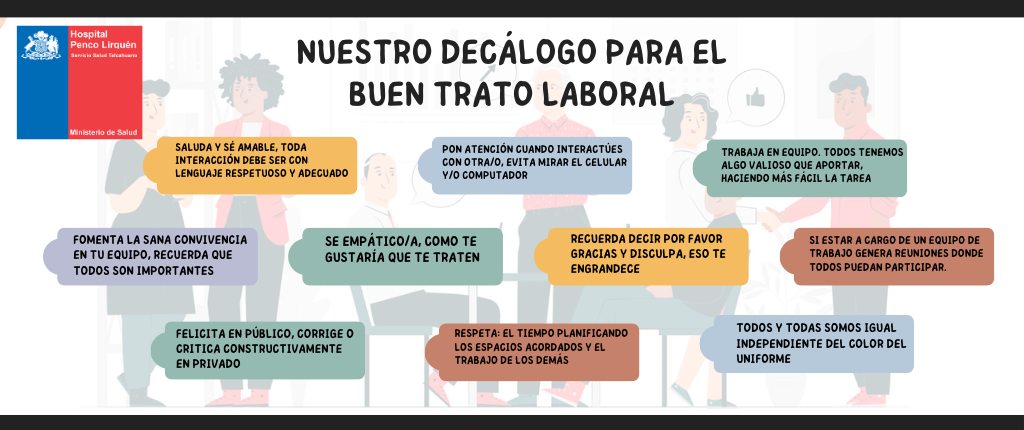 Hospital
Penco Lirquén
Servicio Salud Talcahuano
Ministerio de Salud
NUESTRO DECÁLOGO PARA EL
BUEN TRATO LABORAL
SALUDA Y SÉ AMABLE, TODA
INTERACCIÓN DEBE SER CON
LENGUAJE RESPETUOSO Y ADECUADO
PON ATENCIÓN CUANDO INTERACTÚES
CON OTRA/O, EVITA MIRAR EL CELULAR
Y/O COMPUTADOR
TRABAJA EN EQUIPO. TODOS TENEMOS
ALGO VALIOSO QUE APORTAR,
HACIENDO MÁS FÁCIL LA TAREA
FOMENTA LA SANA CONVIVENCIA
EN TU EQUIPO, RECUERDA QUE
TODOS SON IMPORTANTES
SE EMPÁTICO/A, COMO TE
GUSTARÍA QUE TE TRATEN
RECUERDA DECIR POR FAVOR
GRACIAS Y DISCULPA, ESO TE
ENGRANDECE
SI ESTAR A CARGO DE UN EQUIPO DE
TRABAJO GENERA REUNIONES DONDE
TODOS PUEDAN PARTICIPAR.
FELICITA EN PÚBLICO, CORRIGE O
CRITICA CONSTRUCTIVAMENTE
EN PRIVADO
RESPETA: EL TIEMPO PLANIFICANDO
LOS ESPACIOS ACORDADOS Y EL
TRABAJO DE LOS DEMÁS
TODOS Y TODAS SOMOS IGUAL
INDEPENDIENTE DEL COLOR DEL
UNIFORME